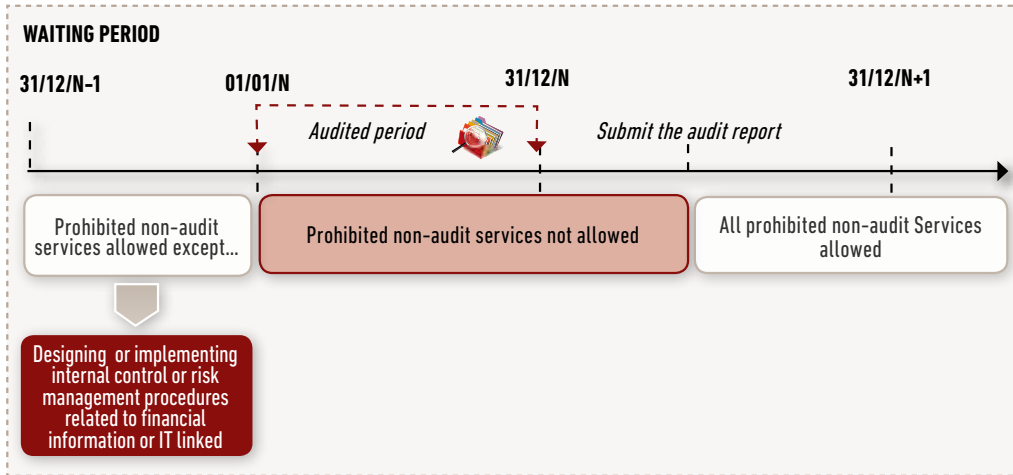 WAITING PERIOD
31/12/N-1
01/01/N
31/12/N
31/12/N+1
Audited period
Submit the audit report
Prohibited non-audit
services allowed except...
Prohibited non-audit services not allowed
All prohibited non-audit Services
allowed
Designing or implementing
internal control or risk
management procedures
related to financial
information or IT linked